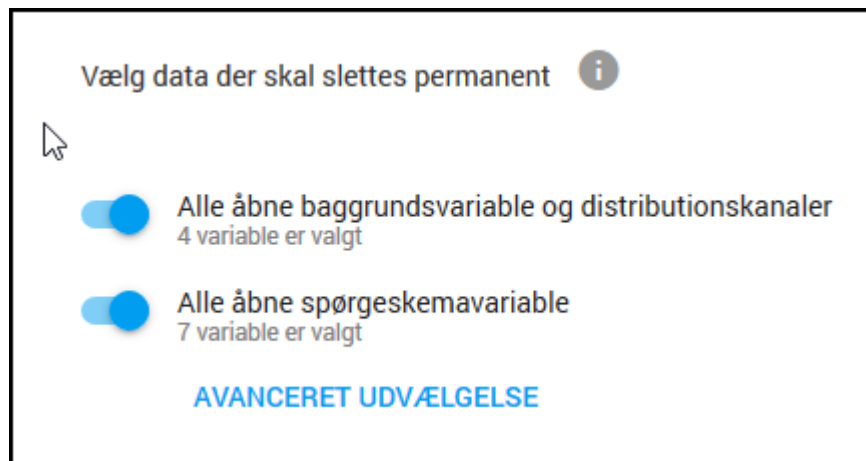 Vælg data der skal slettes permanent
Alle åbne baggrundsvariable og distributionskanaler
4 variable er valgt
Alle åbne spørgeskemavariable
7 variable er valgt
AVANCERET UDVÆLGELSE